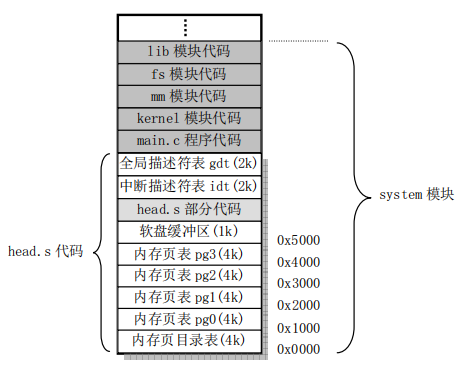 lib 模块代码
fs 模块代码
mm 模块代码
kernel 模块代码
main.c 程序代码
全局描述符表 gdt(2k)
中断描述符表 idt(2k)
head.s 部分代码
软盘缓冲区(1k)
内存页表 pg3(4k)
内存页表 pg2(4k)
内存页表 pg1(4k)
内存页表 pg0(4k)
内存页目录表(4k)
head.s 代码
0x5000
0x4000
0x3000
0x2000
0x1000
0x0000
system 模块